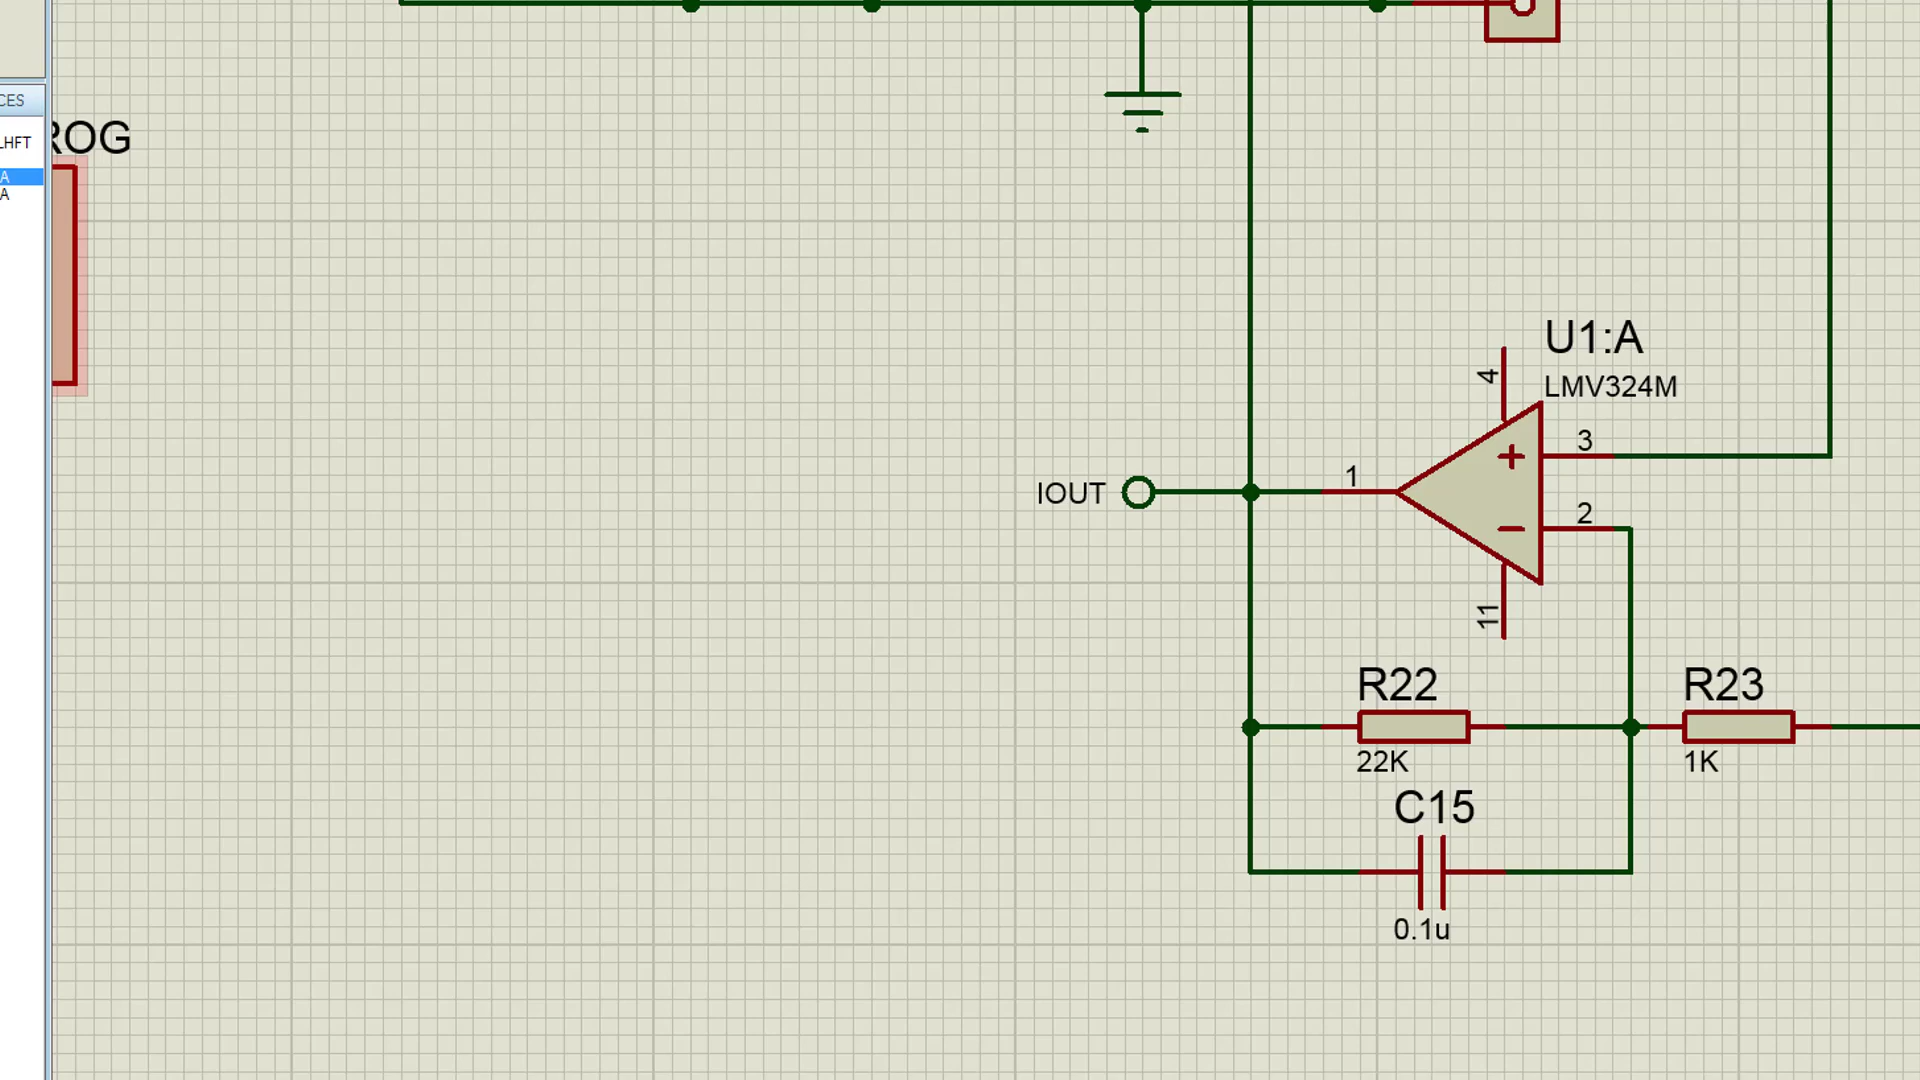 CES
LHFT
ROG
A
A
U1:A
LMV324M
4
3
1
IOUT
2
11
R22
R23
22K
1K
C15
0.1u